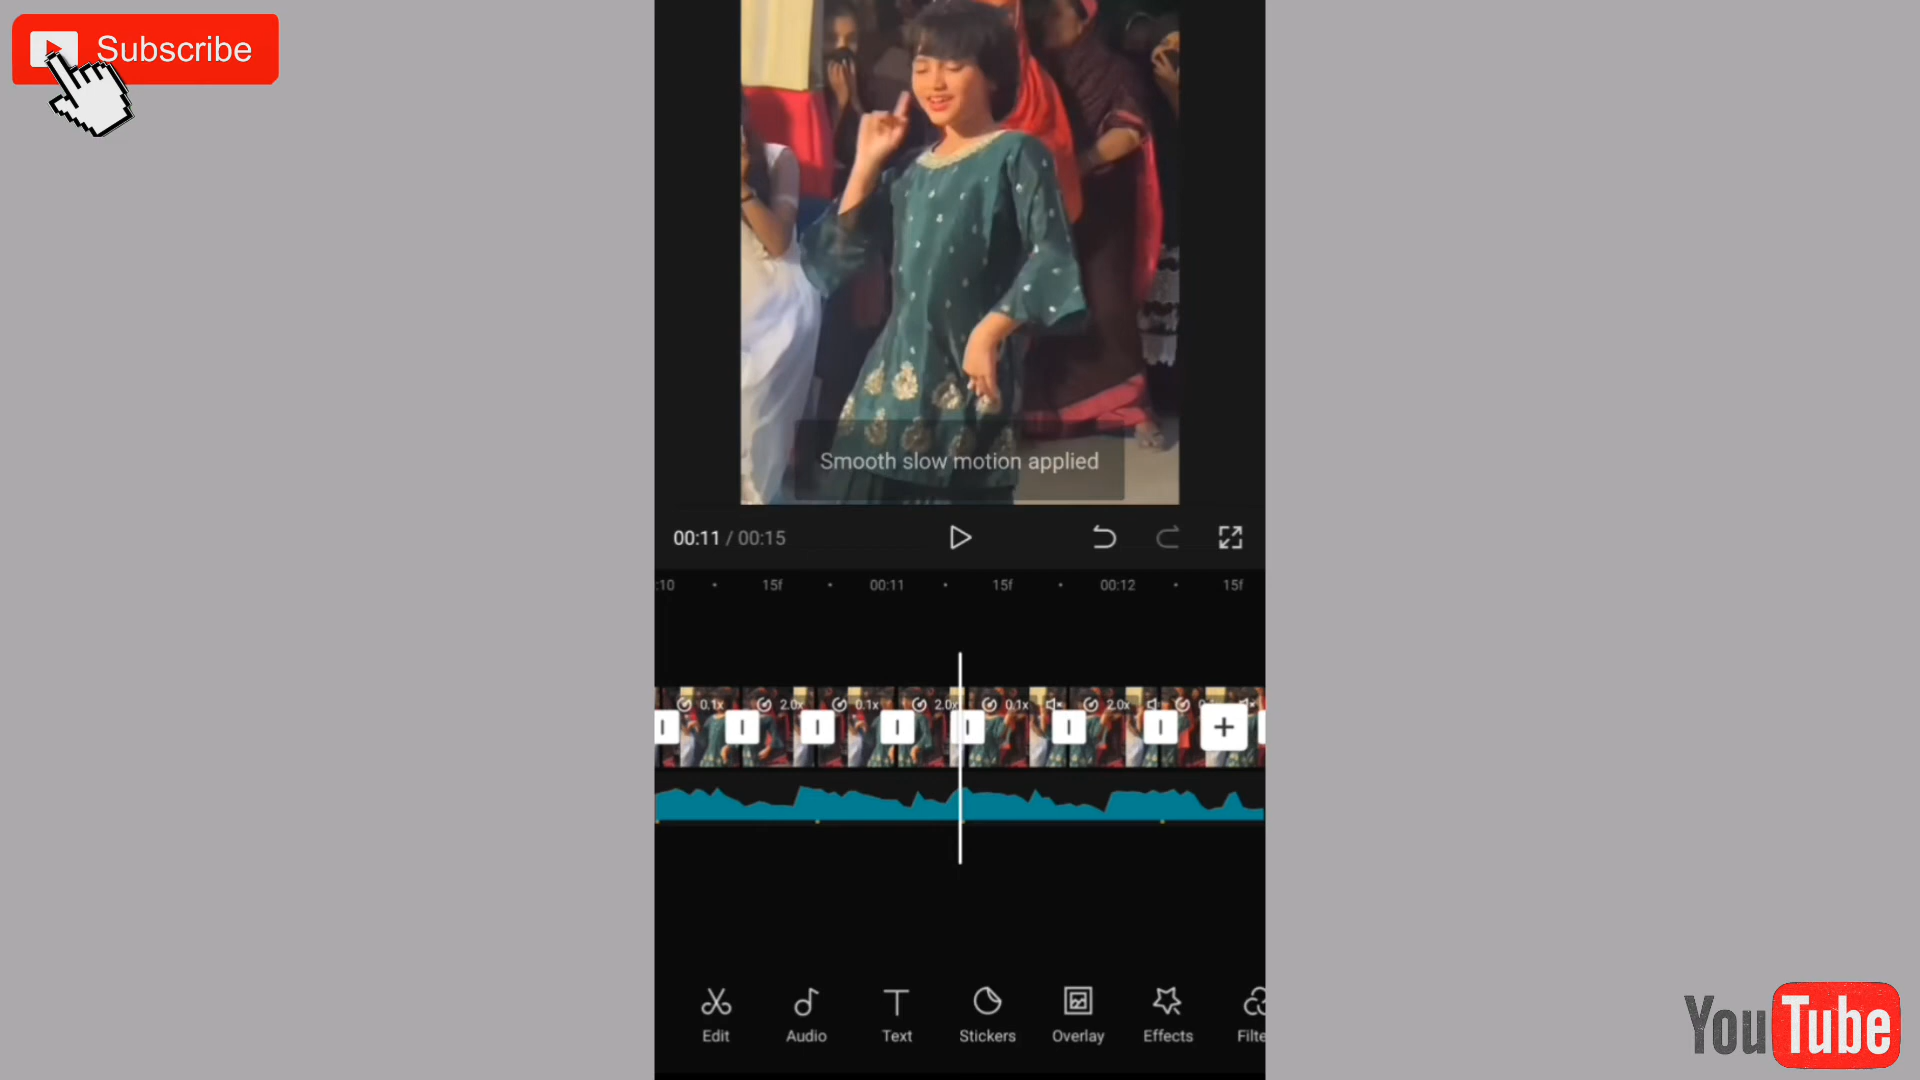 Subscribe
Smooth slow motion applied
00:11 / 00:15
:10 15f 00:11 15f 00:12 15f
0.1x 2.0x 0.1x 2.0x 0.1x 2.0x
Edit Audio Text Stickers Overlay Effects Filte
YouTube